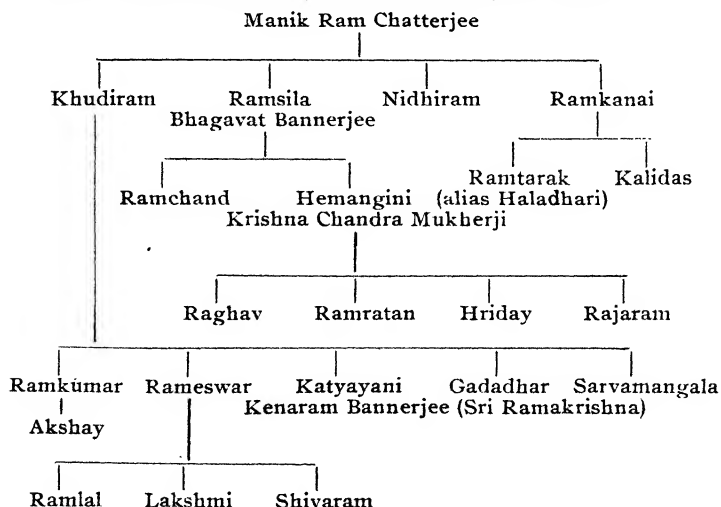 Manik Ram Chatterjee
Khudiram Ramsila Nidhiram Ramkanai
Bhagavat Bannerjee
Ramtarak Kalidas
Ramchand Hemangini (alias Haladhari)
Krishna Chandra Mukherji
Raghav Ramratan Hriday Rajaram
Ramkumar Rameswar Katyayani Gadadhar Sarvamangala
Kenaram Bannerjee (Sri Ramakrishna)
Akshay
Ramlal Lakshmi Shivaram